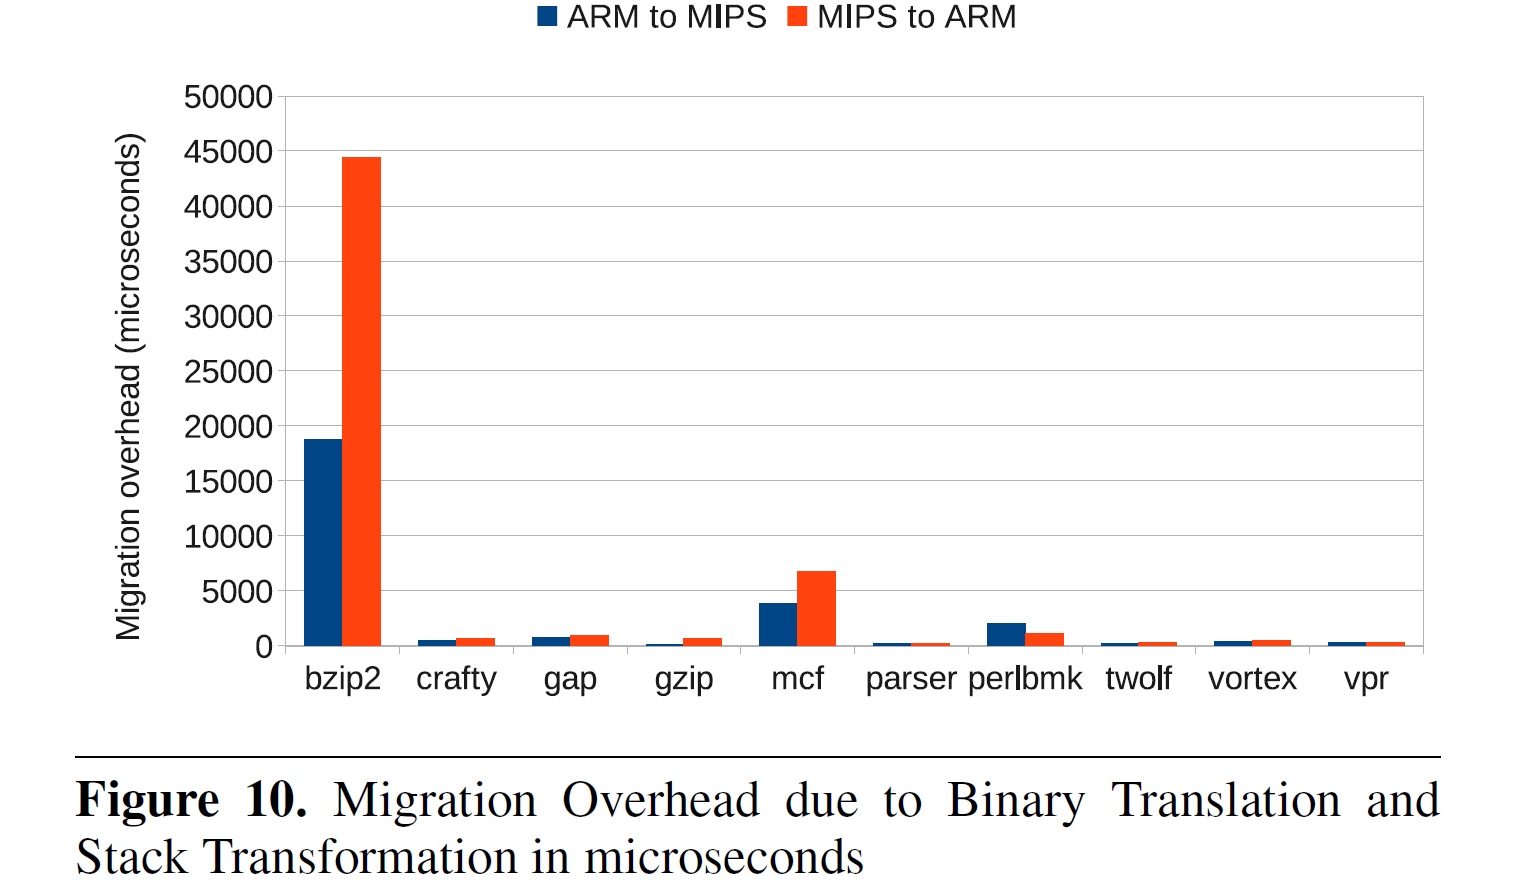 ARM to MIPS MIPS to ARM
50000
45000
40000
35000
30000
25000
20000
15000
10000
5000
0
Migration overhead (microseconds)
bzip2 crafty gap gzip mcf parser perlbmk twolf vortex vpr
Figure 10. Migration Overhead due to Binary Translation and
Stack Transformation in microseconds